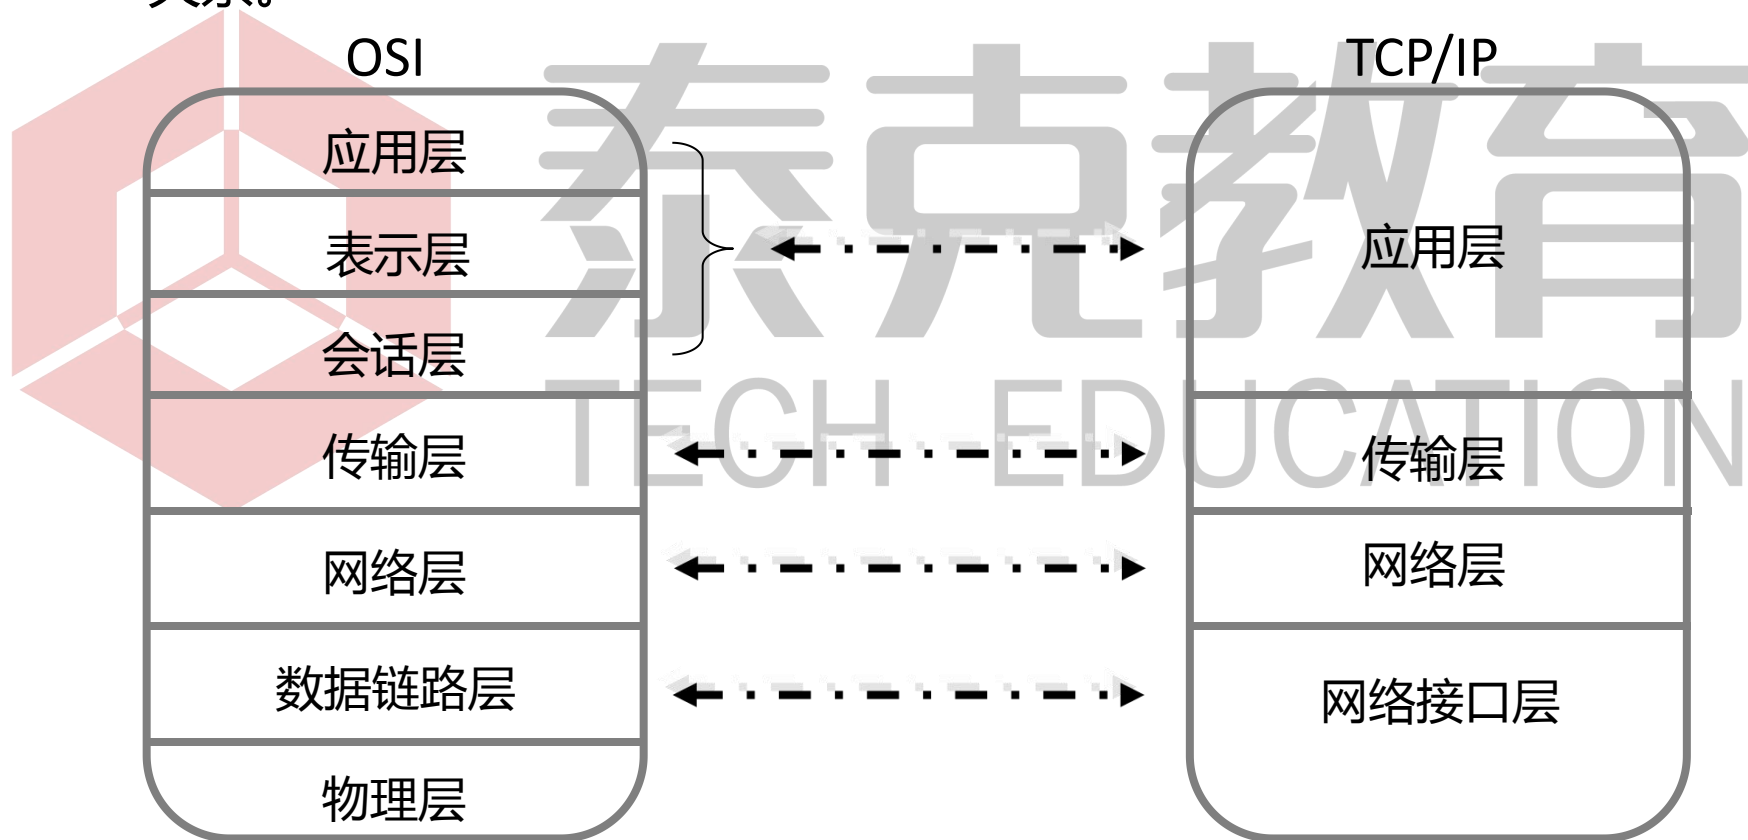 关系。
OSI
TCP/IP
应用层
表示层
会话层
传输层
网络层
数据链路层
物理层
应用层
传输层
网络层
网络接口层
泰克教育
TECH EDUCATION